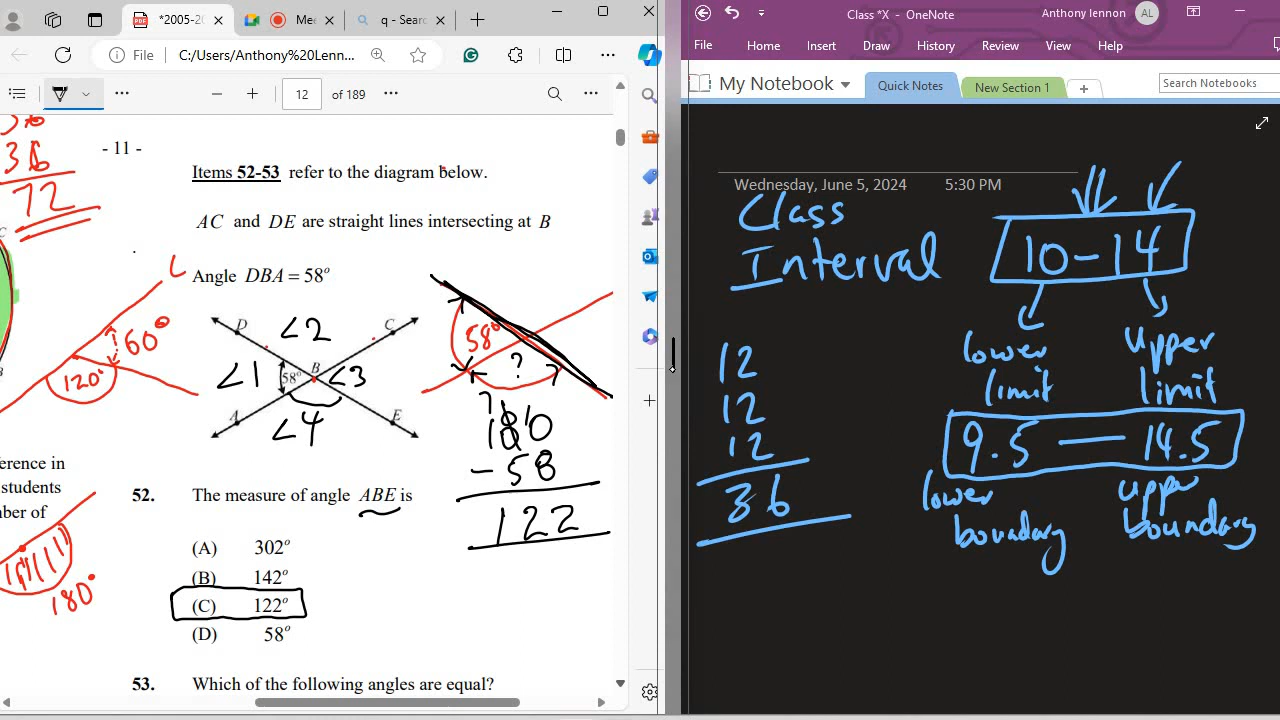 *2005-20
Mee
q - Searc
File
C:/Users/Anthony%20Lenn...
12 of 189
36
72
- 11 -
Items 52-53 refer to the diagram below.
AC and DE are straight lines intersecting at B
Angle DBA = 58°
L
60°
120°
D
C
B
A
E
58°
∠2
∠1
∠3
∠4
58°
?
7 1
180
- 58
122
erence in
students
mber of
180°
52. The measure of angle ABE is
(A) 302°
(B) 142°
(C) 122°
(D) 58°
53. Which of the following angles are equal?
Class *X - OneNote
Anthony lennon
AL
File Home Insert Draw History Review View Help
My Notebook
Quick Notes
New Section 1
Search Notebooks
Wednesday, June 5, 2024 5:30 PM
Class
Interval
10 - 14
lower
limit
upper
limit
12
12
12
36
9.5 — 14.5
lower
boundary
upper
boundary